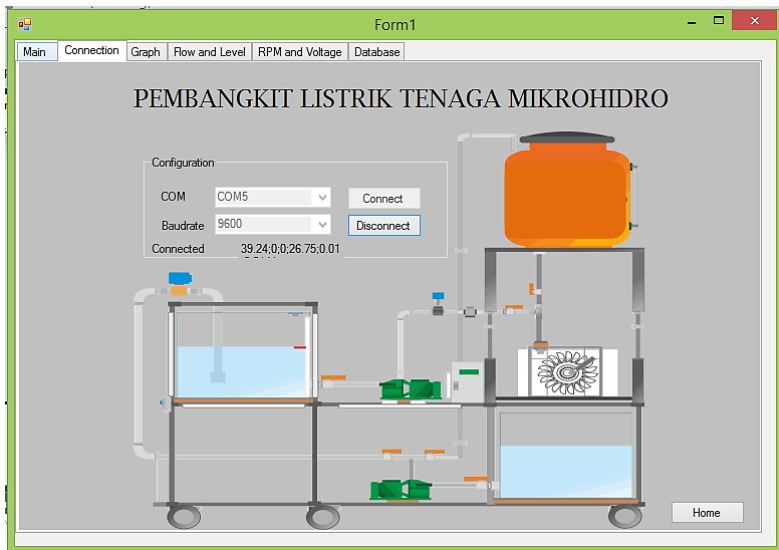 Form1
Main Connection Graph Flow and Level RPM and Voltage Database
PEMBANGKIT LISTRIK TENAGA MIKROHIDRO
Configuration
COM COM5 Connect
Baudrate 9600 Disconnect
Connected 39.24;0;0;26.75;0.01
Home